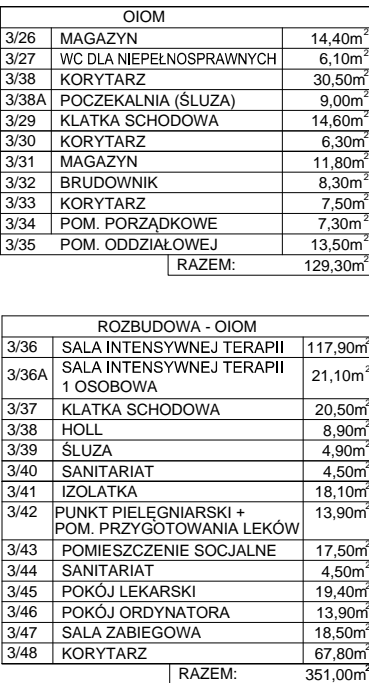 OIOM
3/26 MAGAZYN 14,40m²
3/27 WC DLA NIEPEŁNOSPRAWNYCH 6,10m²
3/38 KORYTARZ 30,50m²
3/38A POCZEKALNIA (ŚLUZA) 9,00m²
3/29 KLATKA SCHODOWA 14,60m²
3/30 KORYTARZ 6,30m²
3/31 MAGAZYN 11,80m²
3/32 BRUDOWNIK 8,30m²
3/33 KORYTARZ 7,50m²
3/34 POM. PORZĄDKOWE 7,30m²
3/35 POM. ODDZIAŁOWEJ 13,50m²
RAZEM: 129,30m²
ROZBUDOWA - OIOM
3/36 SALA INTENSYWNEJ TERAPII 117,90m²
3/36A SALA INTENSYWNEJ TERAPII
1 OSOBOWA 21,10m²
3/37 KLATKA SCHODOWA 20,50m²
3/38 HOLL 8,90m²
3/39 ŚLUZA 4,90m²
3/40 SANITARIAT 4,50m²
3/41 IZOLATKA 18,10m²
3/42 PUNKT PIELĘGNIARSKI + 13,90m²
POM. PRZYGOTOWANIA LEKÓW
3/43 POMIESZCZENIE SOCJALNE 17,50m²
3/44 SANITARIAT 4,50m²
3/45 POKÓJ LEKARSKI 19,40m²
3/46 POKÓJ ORDYNATORA 13,90m²
3/47 SALA ZABIEGOWA 18,50m²
3/48 KORYTARZ 67,80m²
RAZEM: 351,00m²